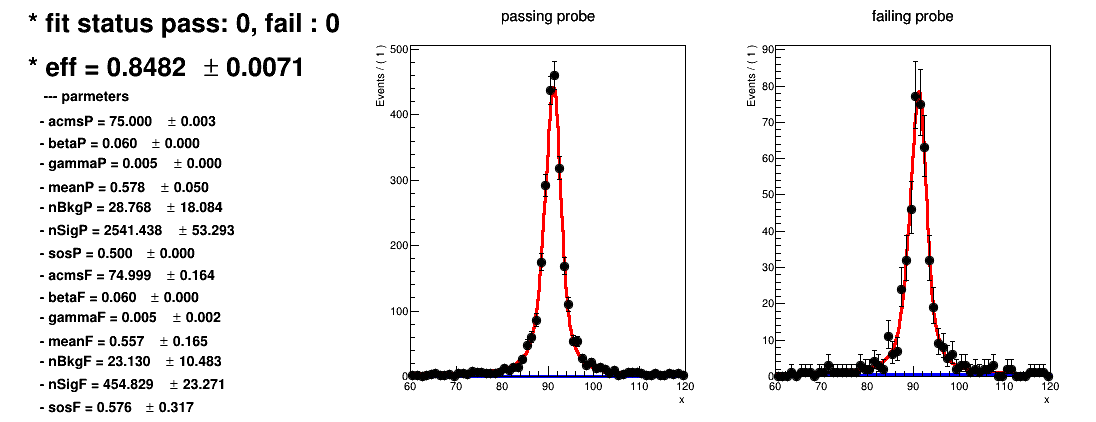 * fit status pass: 0, fail : 0
* eff = 0.8482 ± 0.0071
--- parmeters
- acmsP = 75.000 ± 0.003
- betaP = 0.060 ± 0.000
- gammaP = 0.005 ± 0.000
- meanP = 0.578 ± 0.050
- nBkgP = 28.768 ± 18.084
- nSigP = 2541.438 ± 53.293
- sosP = 0.500 ± 0.000
- acmsF = 74.999 ± 0.164
- betaF = 0.060 ± 0.000
- gammaF = 0.005 ± 0.002
- meanF = 0.557 ± 0.165
- nBkgF = 23.130 ± 10.483
- nSigF = 454.829 ± 23.271
- sosF = 0.576 ± 0.317
passing probe
Events / ( 1 )
500
400
300
200
100
0
60 70 80 90 100 110 120
x
failing probe
Events / ( 1 )
90
80
70
60
50
40
30
20
10
0
60 70 80 90 100 110 120
x